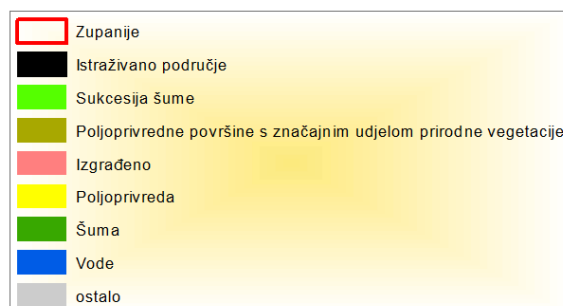 Zupanije
Istraživano područje
Sukcesija šume
Poljoprivredne površine s značajnim udjelom prirodne vegetacije
Izgrađeno
Poljoprivreda
Šuma
Vode
ostalo